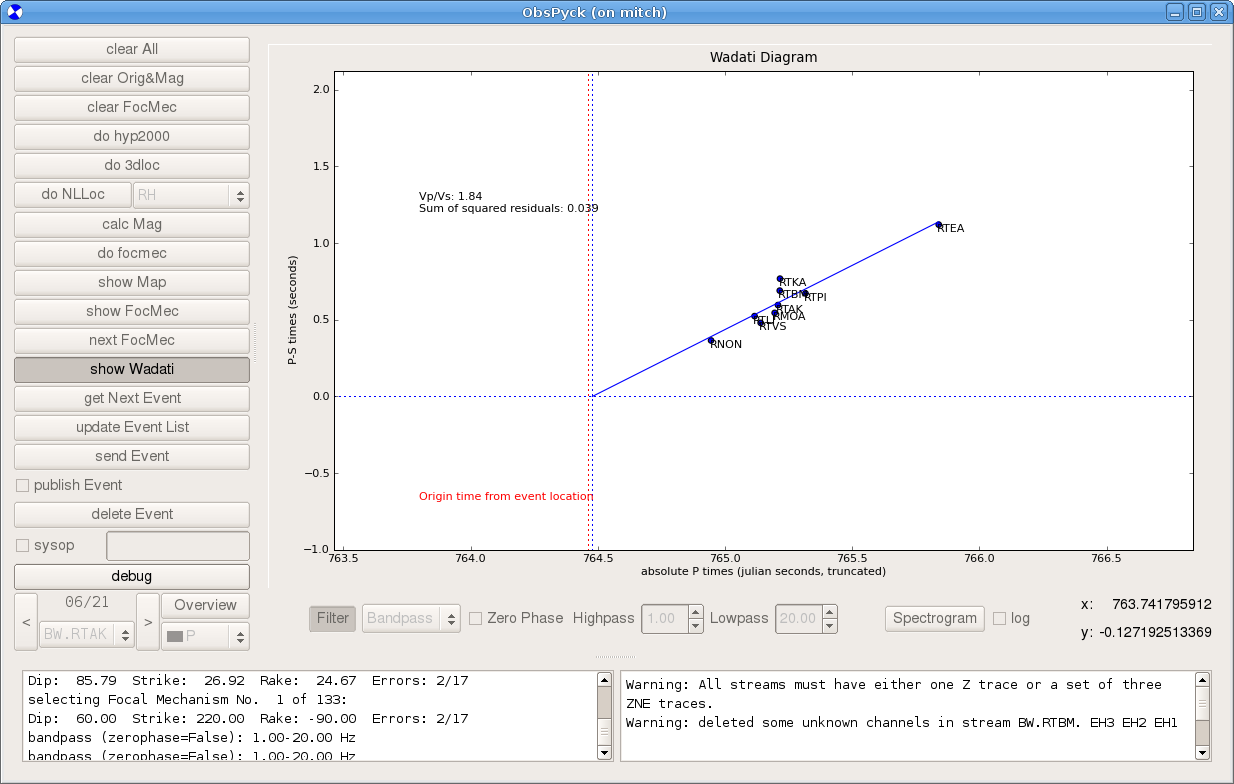 ObsPyck (on mitch)
clear All
clear Orig&Mag
clear FocMec
do hyp2000
do 3dloc
do NLLoc RH
calc Mag
do focmec
show Map
show FocMec
next FocMec
show Wadati
get Next Event
update Event List
send Event
publish Event
delete Event
sysop
debug
< 06/21 > Overview
BW.RTAK P
Wadati Diagram
2.0
1.5
1.0
0.5
0.0
−0.5
−1.0
P-S times (seconds)
Vp/Vs: 1.84
Sum of squared residuals: 0.039
RTEA
RTKA
RTPI
RTAK
RMOA
RTVS
RNON
Origin time from event location
763.5 764.0 764.5 765.0 765.5 766.0 766.5
absolute P times (julian seconds, truncated)
Filter Bandpass Zero Phase Highpass 1.00 Lowpass 20.00 Spectrogram log
x: 763.741795912
y: -0.127192513369
Dip: 85.79 Strike: 26.92 Rake: 24.67 Errors: 2/17
selecting Focal Mechanism No. 1 of 133:
Dip: 60.00 Strike: 220.00 Rake: -90.00 Errors: 2/17
bandpass (zerophase=False): 1.00-20.00 Hz
bandpass (zerophase=False): 1.00-20.00 Hz
Warning: All streams must have either one Z trace or a set of three
ZNE traces.
Warning: deleted some unknown channels in stream BW.RTBM. EH3 EH2 EH1